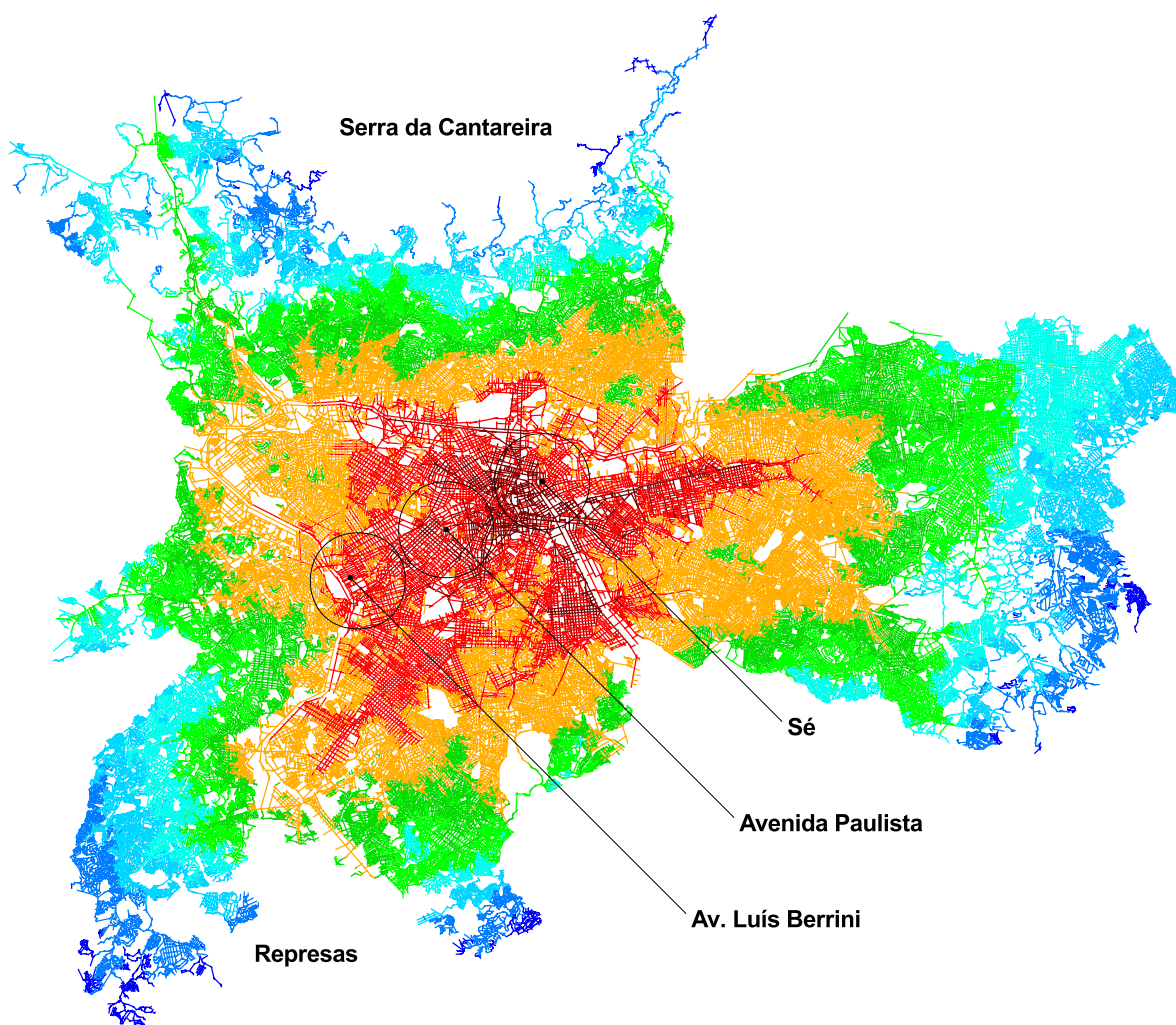 Serra da Cantareira
Sé
Avenida Paulista
Av. Luís Berrini
Represas